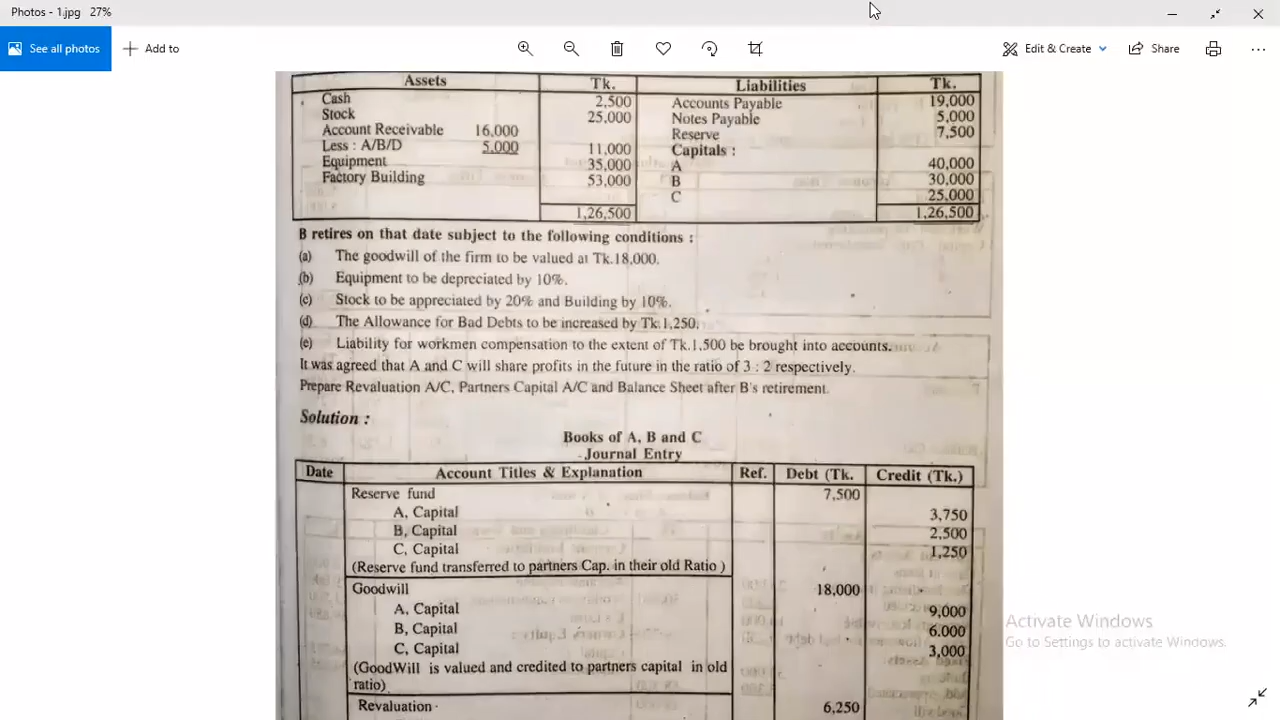 Photos - 1.jpg 27%
See all photos
Add to
Edit & Create
Share
Assets Tk. Liabilities Tk.
Cash 2,500 Accounts Payable 19,000
Stock 25,000 Notes Payable 5,000
Account Receivable 16,000 Reserve 7,500
Less : A/B/D 5,000 11,000 Capitals :
Equipment 35,000 A 40,000
Factory Building 53,000 B 30,000
C 25,000
1,26,500 1,26,500
B retires on that date subject to the following conditions :
(a) The goodwill of the firm to be valued at Tk.18,000.
(b) Equipment to be depreciated by 10%.
(c) Stock to be appreciated by 20% and Building by 10%.
(d) The Allowance for Bad Debts to be increased by Tk.1,250.
(e) Liability for workmen compensation to the extent of Tk.1,500 be brought into accounts.
It was agreed that A and C will share profits in the future in the ratio of 3 : 2 respectively.
Prepare Revaluation A/C, Partners Capital A/C and Balance Sheet after B's retirement.
Solution :
Books of A, B and C
Journal Entry
Date Account Titles & Explanation Ref. Debt (Tk. Credit (Tk.)
Reserve fund 7,500
A, Capital 3,750
B, Capital 2,500
C, Capital 1,250
(Reserve fund transferred to partners Cap. in their old Ratio )
Goodwill 18,000
A, Capital 9,000
B, Capital 6.000
C, Capital 3,000
(GoodWill is valued and credited to partners capital in old
ratio)
Revaluation 6,250
Activate Windows
Go to Settings to activate Windows.